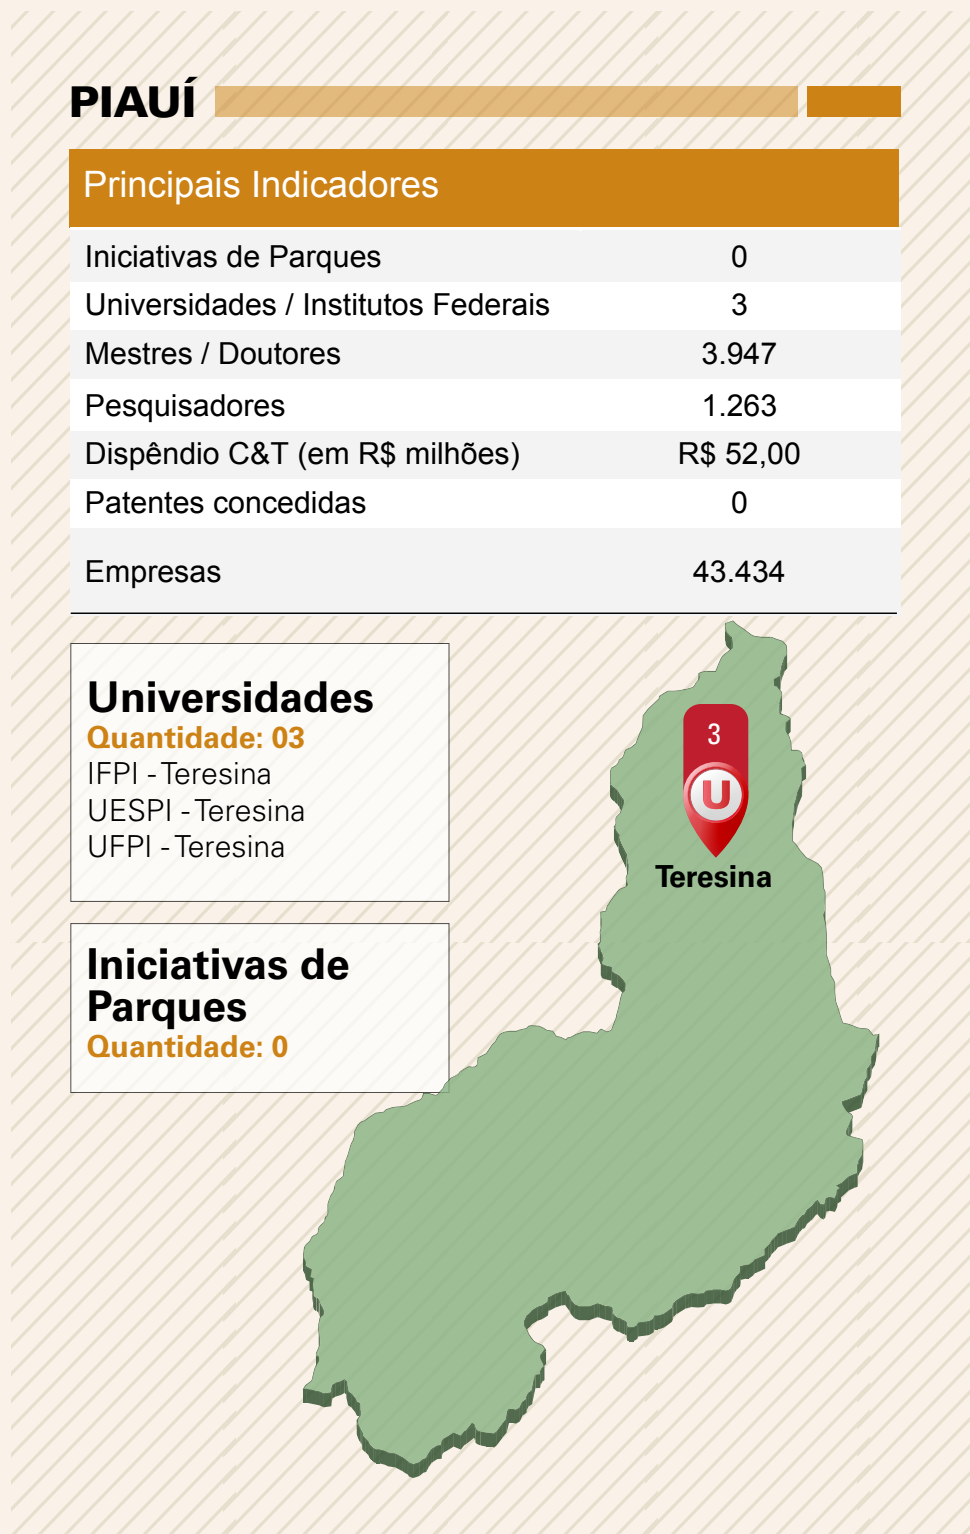 PIAUÍ
Principais Indicadores
Iniciativas de Parques 0
Universidades / Institutos Federais 3
Mestres / Doutores 3.947
Pesquisadores 1.263
Dispêndio C&T (em R$ milhões) R$ 52,00
Patentes concedidas 0
Empresas 43.434
Universidades
Quantidade: 03
IFPI - Teresina
UESPI - Teresina
UFPI - Teresina
Iniciativas de
Parques
Quantidade: 0
3
U
Teresina